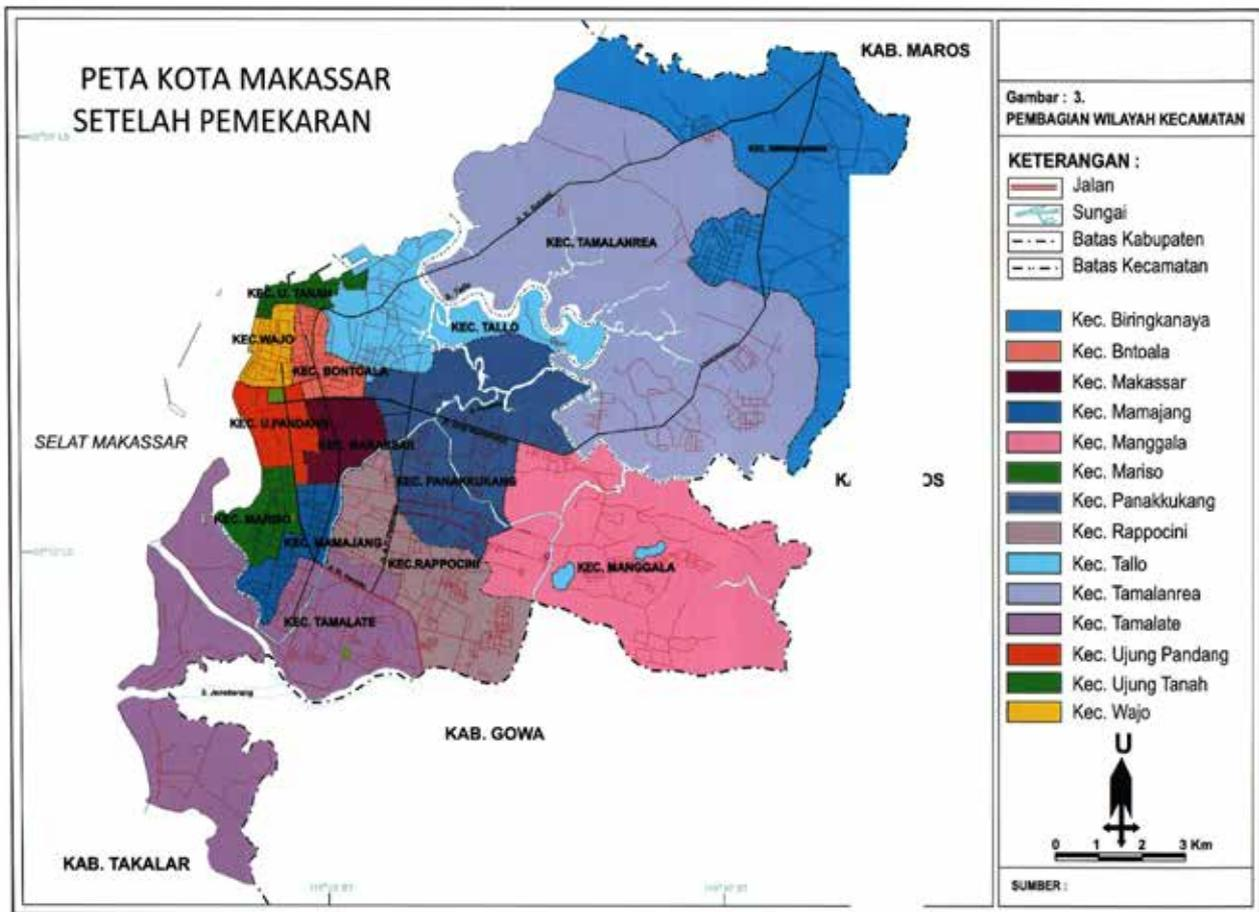 PETA KOTA MAKASSAR
SETELAH PEMEKARAN
KAB. MAROS
KEC. TAMALANREA
KEC. U. TANAH
KEC. TALLO
KEC.WAJO
KEC. BONTOALA
KEC. U.PANDANG
KEC. MAKASSAR
SELAT MAKASSAR
KEC. PANAKKUKANG
KEC. MARISO
KEC. MAMAJANG
KEC.RAPPOCINI
KEC. MANGGALA
KEC. TAMALATE
S. Jeneberang
KAB. GOWA
KAB. TAKALAR
Gambar : 3.
PEMBAGIAN WILAYAH KECAMATAN
KETERANGAN :
Jalan
Sungai
Batas Kabupaten
Batas Kecamatan
Kec. Biringkanaya
Kec. Bntoala
Kec. Makassar
Kec. Mamajang
Kec. Manggala
Kec. Mariso
Kec. Panakkukang
Kec. Rappocini
Kec. Tallo
Kec. Tamalanrea
Kec. Tamalate
Kec. Ujung Pandang
Kec. Ujung Tanah
Kec. Wajo
U
0 1 2 3 Km
SUMBER :